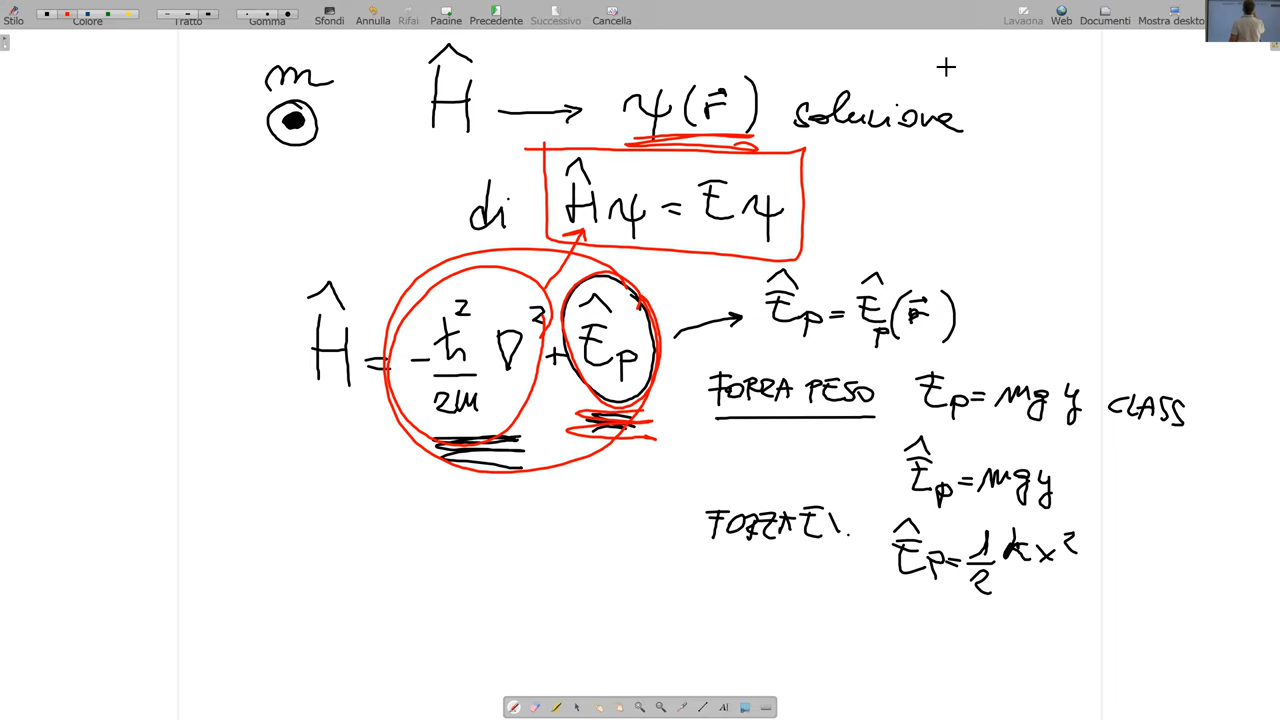 Stilo Colore Tratto Gomma Sfondi Annulla Rifai Pagine Precedente Successivo Cancella Lavagna Web Documenti Mostra deskto
m Ĥ → ψ(r⃗) soluzione
di Ĥψ = Eψ
Ĥ = -ħ²/2m ∇² + Êp → Êp = Êp(r⃗)
FORZA PESO Ep = mgy CLASS
Êp = mgy
FORZA El. Êp = 1/2 kx²
AI